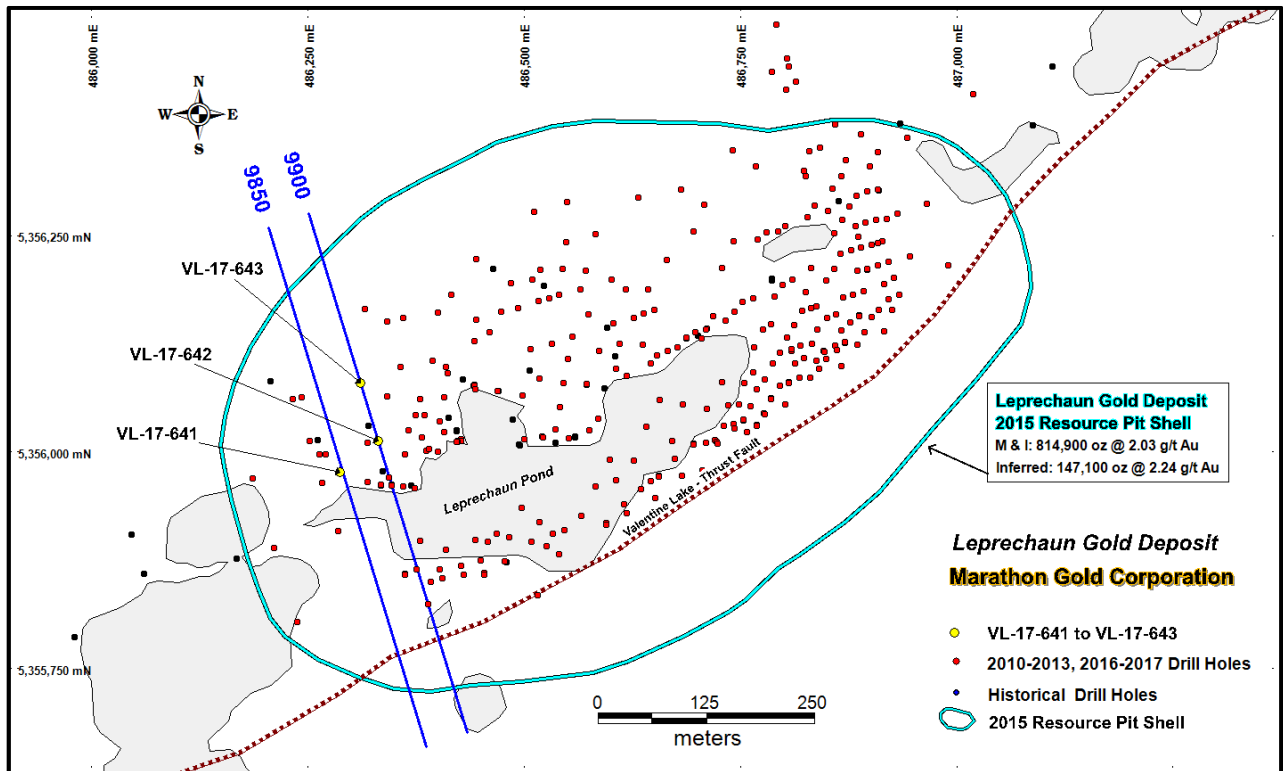 486,000 mE
486,250 mE
486,500 mE
486,750 mE
487,000 mE
N
W E
S
9850
9900
5,356,250 mN
VL-17-643
VL-17-642
VL-17-641
5,356,000 mN
Leprechaun Pond
Valentine Lake - Thrust Fault
Leprechaun Gold Deposit
2015 Resource Pit Shell
M & I: 814,900 oz @ 2.03 g/t Au
Inferred: 147,100 oz @ 2.24 g/t Au
Leprechaun Gold Deposit
Marathon Gold Corporation
VL-17-641 to VL-17-643
2010-2013, 2016-2017 Drill Holes
Historical Drill Holes
2015 Resource Pit Shell
5,355,750 mN
0 125 250
meters